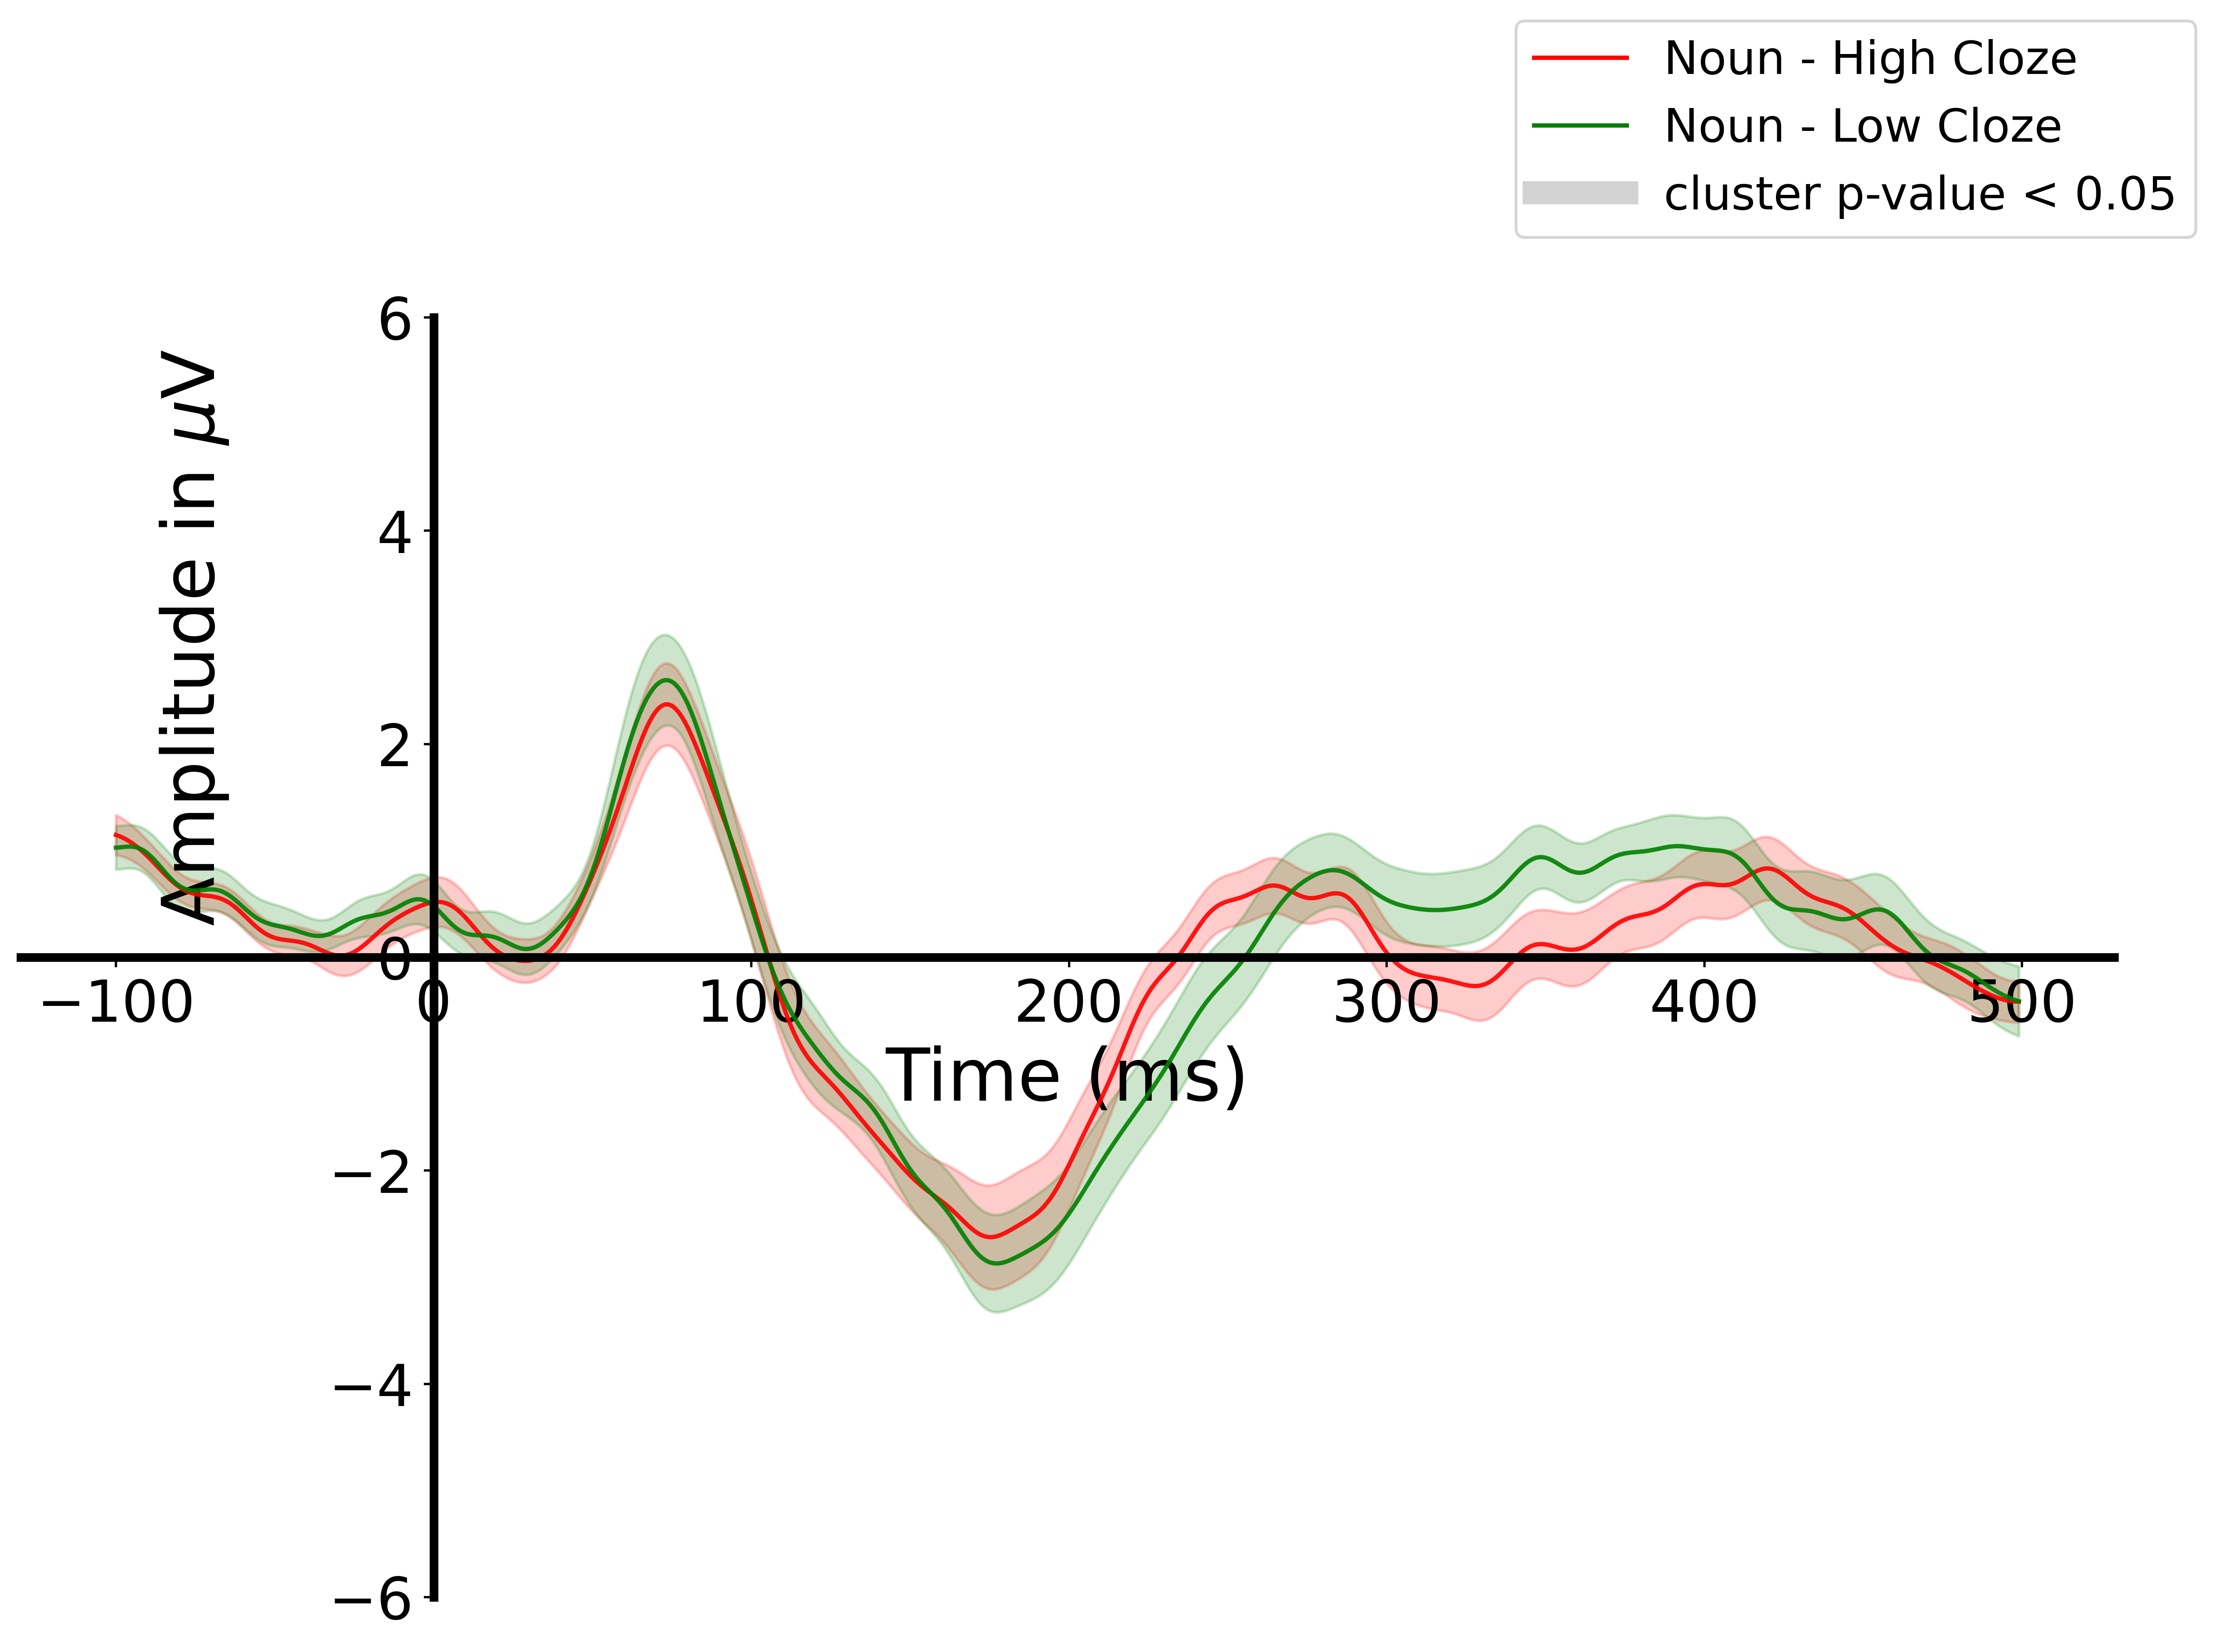 Noun - High Cloze
Noun - Low Cloze
cluster p-value < 0.05
Amplitude in μV
6
4
2
0
−2
−4
−6
−100 0 100 200 300 400 500
Time (ms)